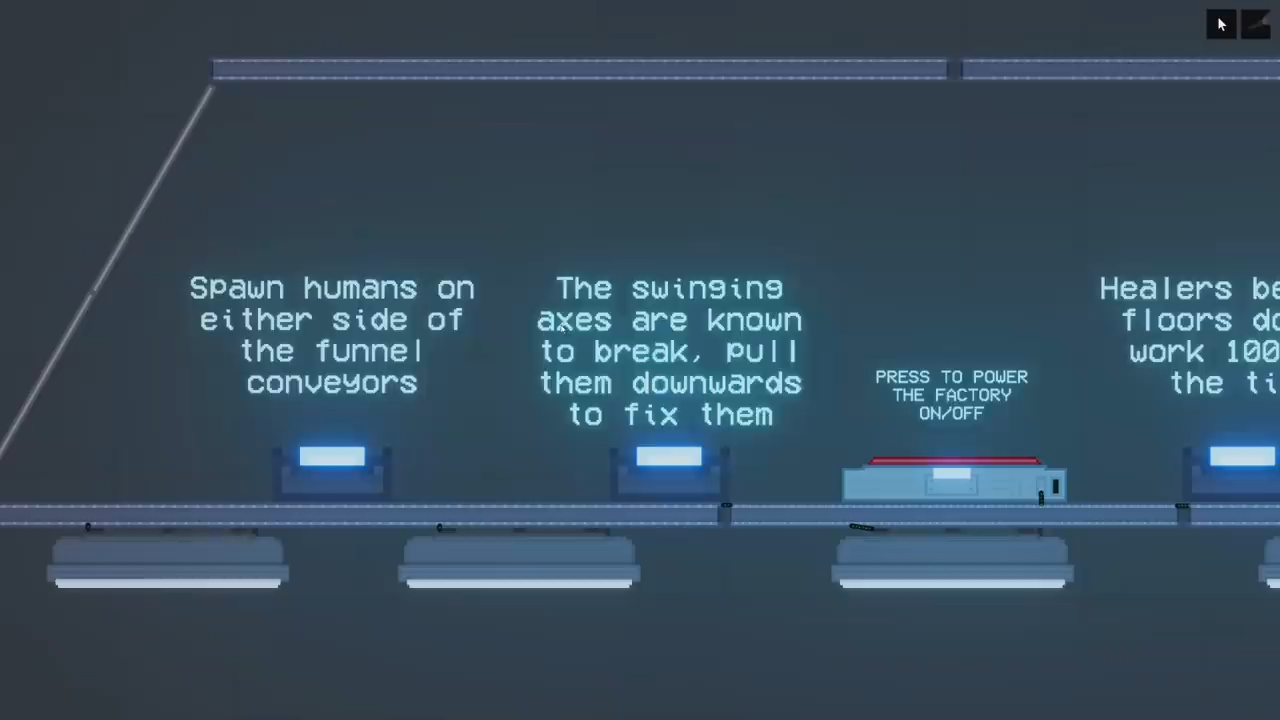 Spawn humans on
either side of
the funnel
conveyors
The swinging
axes are known
to break, pull
them downwards
to fix them
PRESS TO POWER
THE FACTORY
ON/OFF
Healers
floors
work 100
the